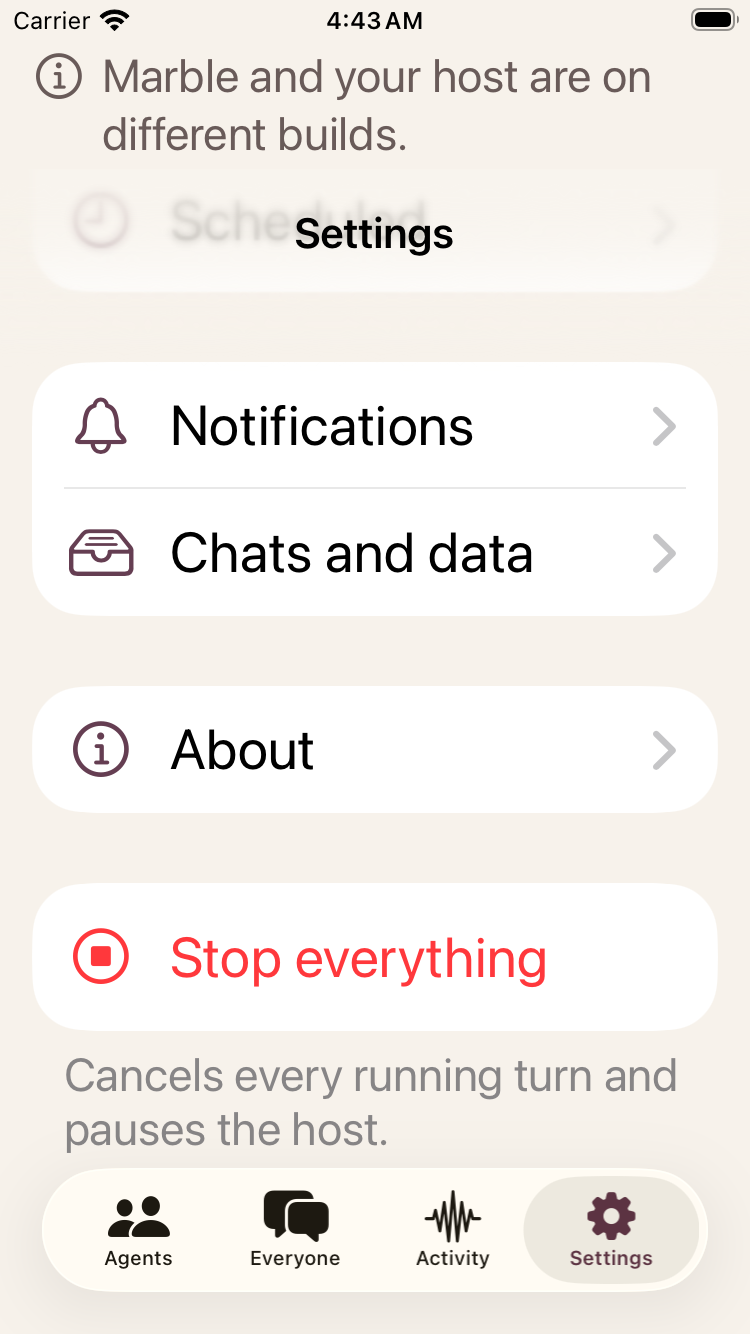 Carrier 4:43 AM
Marble and your host are on
different builds.
Scheduled
Settings
Notifications
Chats and data
About
Stop everything
Cancels every running turn and
pauses the host.
Agents Everyone Activity Settings